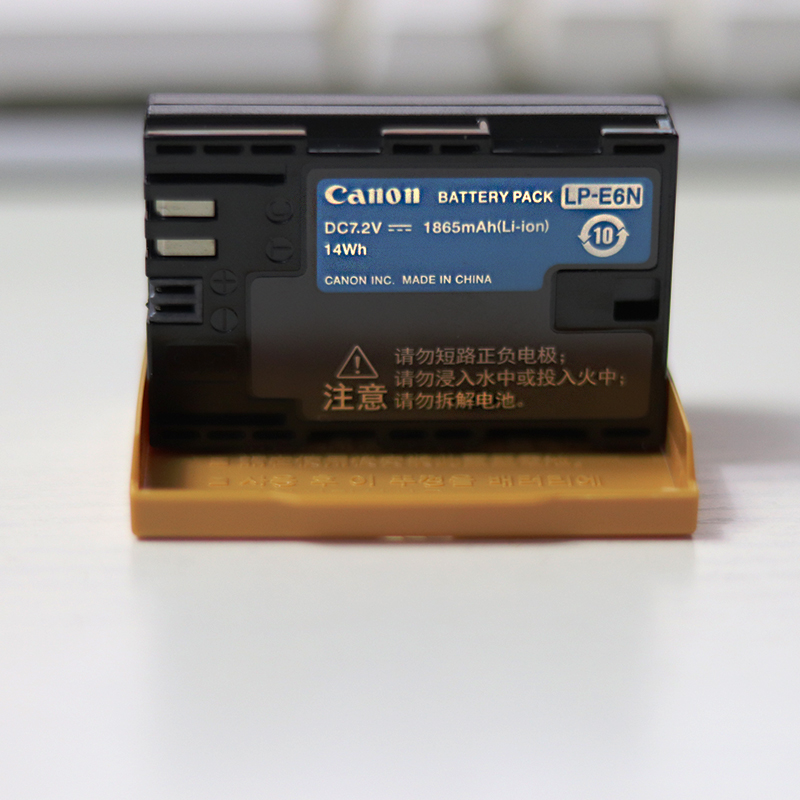 Canon BATTERY PACK LP-E6N
DC7.2V ⎓ 1865mAh(Li-ion)
14Wh
10
CANON INC. MADE IN CHINA
C
请勿短路正负电极；
请勿浸入水中或投入火中；
注意 请勿拆解电池。